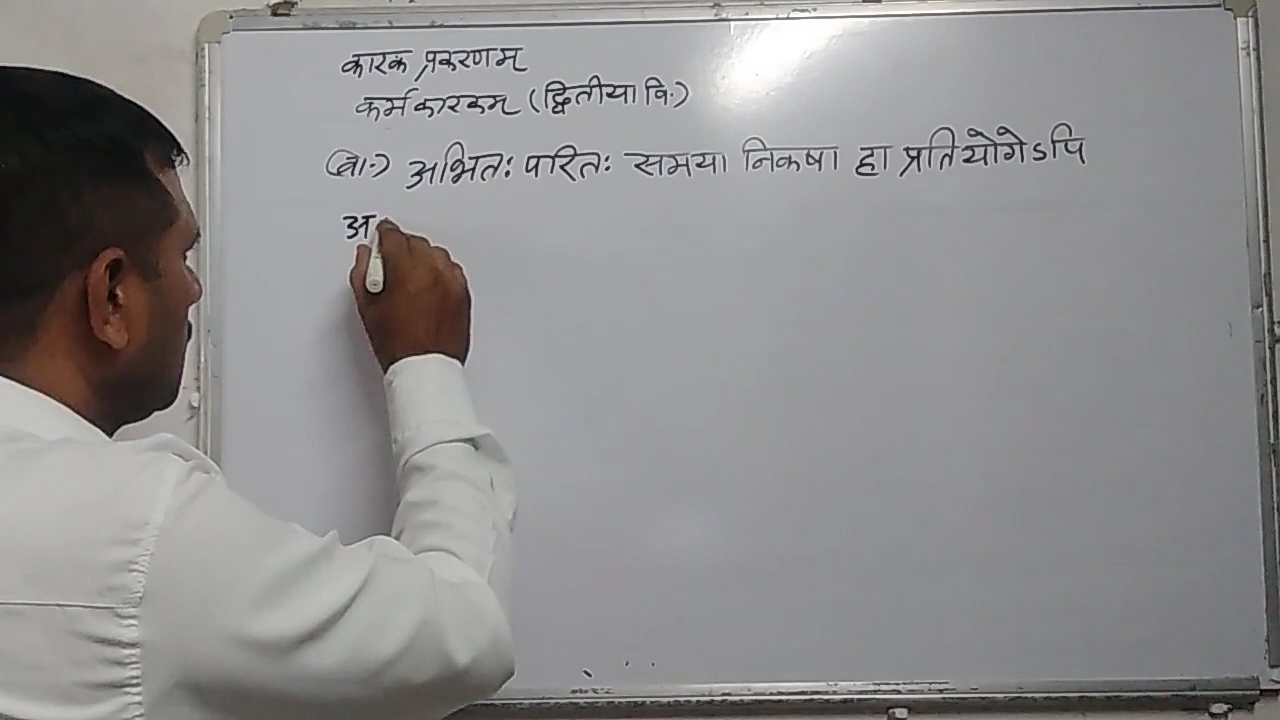 कारक प्रकरणम्
कर्मकारकम् (द्वितीया वि.)
(वा.) अभितः परितः समया निकषा हा प्रतियोगेऽपि
अ